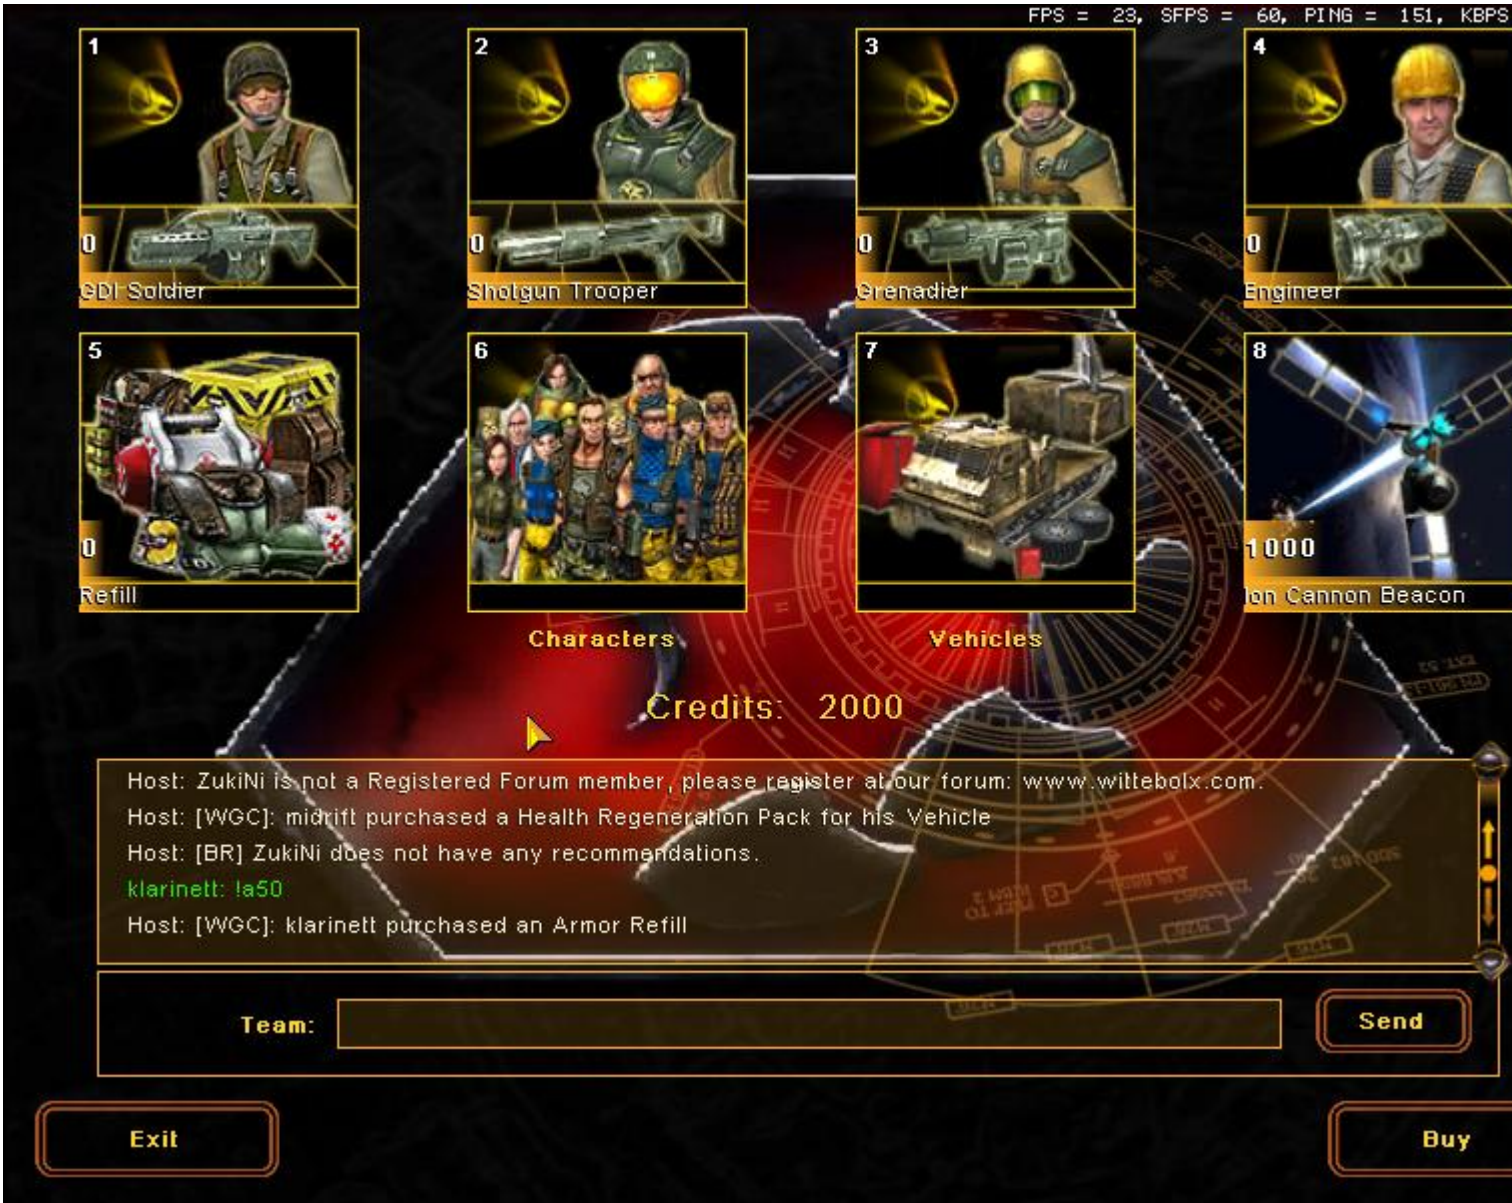 FPS = 23, SFPS = 60, PING = 151, KBPS
1
2
3
4
0
0
0
0
GDI Soldier
Shotgun Trooper
Grenadier
Engineer
5
6
7
8
0
1000
Refill
Ion Cannon Beacon
Characters
Vehicles
Credits: 2000
Host: ZukiNi is not a Registered Forum member, please register at our forum: www.wittebolx.com.
Host: [WGC]: midrift purchased a Health Regeneration Pack for his Vehicle
Host: [BR] ZukiNi does not have any recommendations.
klarinett: !a50
Host: [WGC]: klarinett purchased an Armor Refill
Team:
Send
Exit
Buy